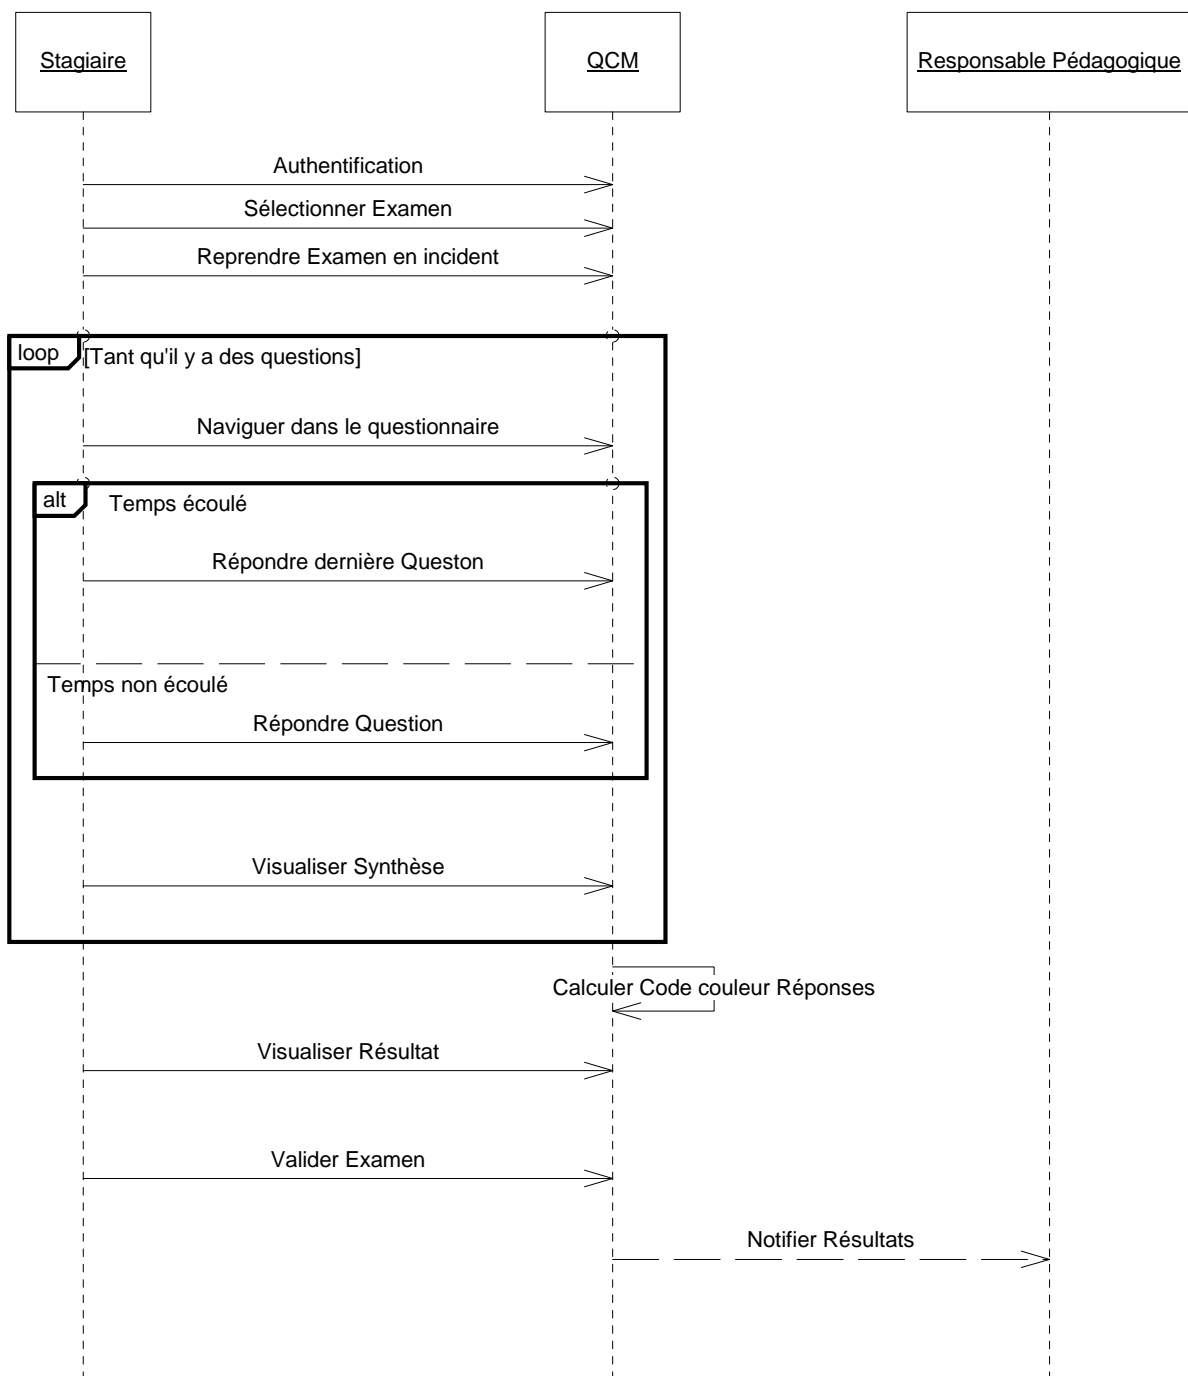 Stagiaire
QCM
Responsable Pédagogique
Authentification
Sélectionner Examen
Reprendre Examen en incident
loop
[Tant qu'il y a des questions]
Naviguer dans le questionnaire
alt
Temps écoulé
Répondre dernière Queston
Temps non écoulé
Répondre Question
Visualiser Synthèse
Calculer Code couleur Réponses
Visualiser Résultat
Valider Examen
Notifier Résultats